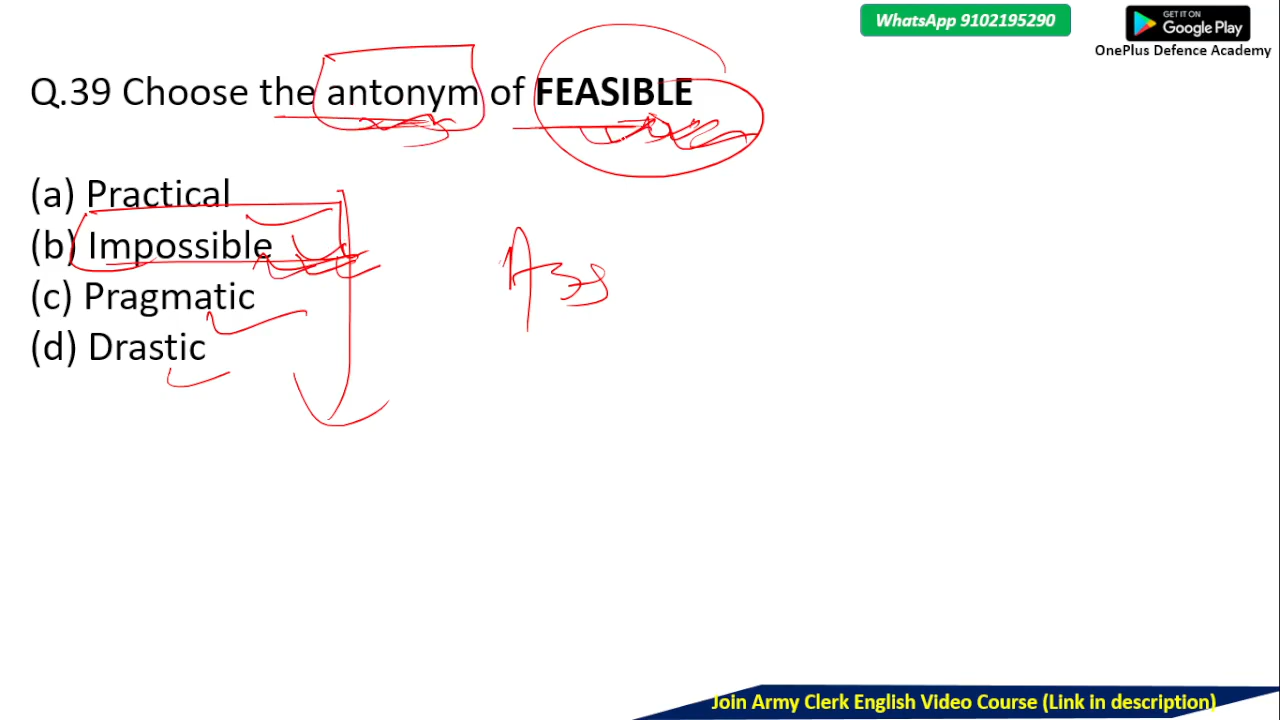 WhatsApp 9102195290
GET IT ON
Google Play
OnePlus Defence Academy
Q.39 Choose the antonym of FEASIBLE
(a) Practical
(b) Impossible
(c) Pragmatic
(d) Drastic
Join Army Clerk English Video Course (Link in description)